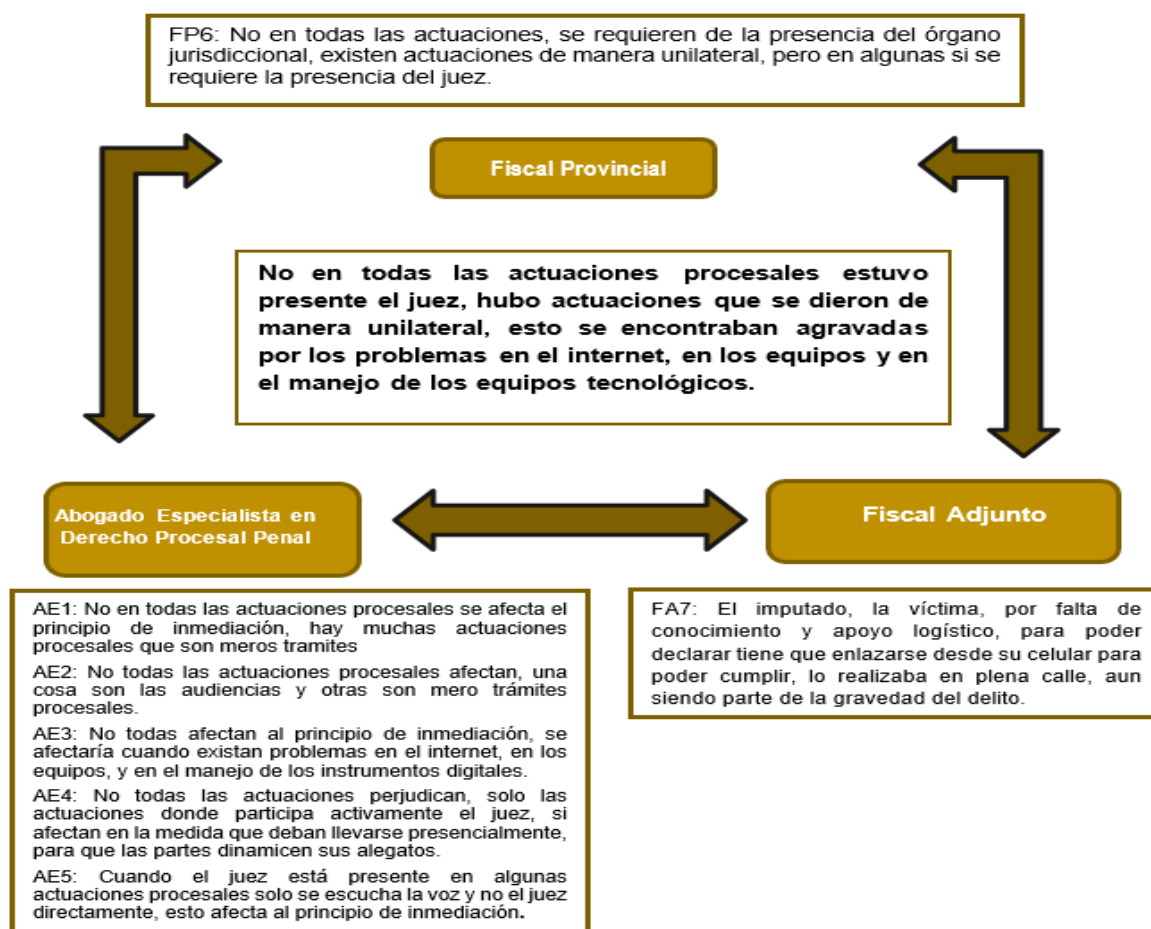 FP6: No en todas las actuaciones, se requieren de la presencia del órgano
jurisdiccional, existen actuaciones de manera unilateral, pero en algunas si se
requiere la presencia del juez.
Fiscal Provincial
No en todas las actuaciones procesales estuvo
presente el juez, hubo actuaciones que se dieron de
manera unilateral, esto se encontraban agravadas
por los problemas en el internet, en los equipos y en
el manejo de los equipos tecnológicos.
Abogado Especialista en
Derecho Procesal Penal
Fiscal Adjunto
AE1: No en todas las actuaciones procesales se afecta el
principio de inmediación, hay muchas actuaciones
procesales que son meros tramites
AE2: No todas las actuaciones procesales afectan, una
cosa son las audiencias y otras son mero trámites
procesales.
AE3: No todas afectan al principio de inmediación, se
afectaría cuando existan problemas en el internet, en los
equipos, y en el manejo de los instrumentos digitales.
AE4: No todas las actuaciones perjudican, solo las
actuaciones donde participa activamente el juez, si
afectan en la medida que deban llevarse presencialmente,
para que las partes dinamicen sus alegatos.
AE5: Cuando el juez está presente en algunas
actuaciones procesales solo se escucha la voz y no el juez
directamente, esto afecta al principio de inmediación.
FA7: El imputado, la víctima, por falta de
conocimiento y apoyo logístico, para poder
declarar tiene que enlazarse desde su celular para
poder cumplir, lo realizaba en plena calle, aun
siendo parte de la gravedad del delito.